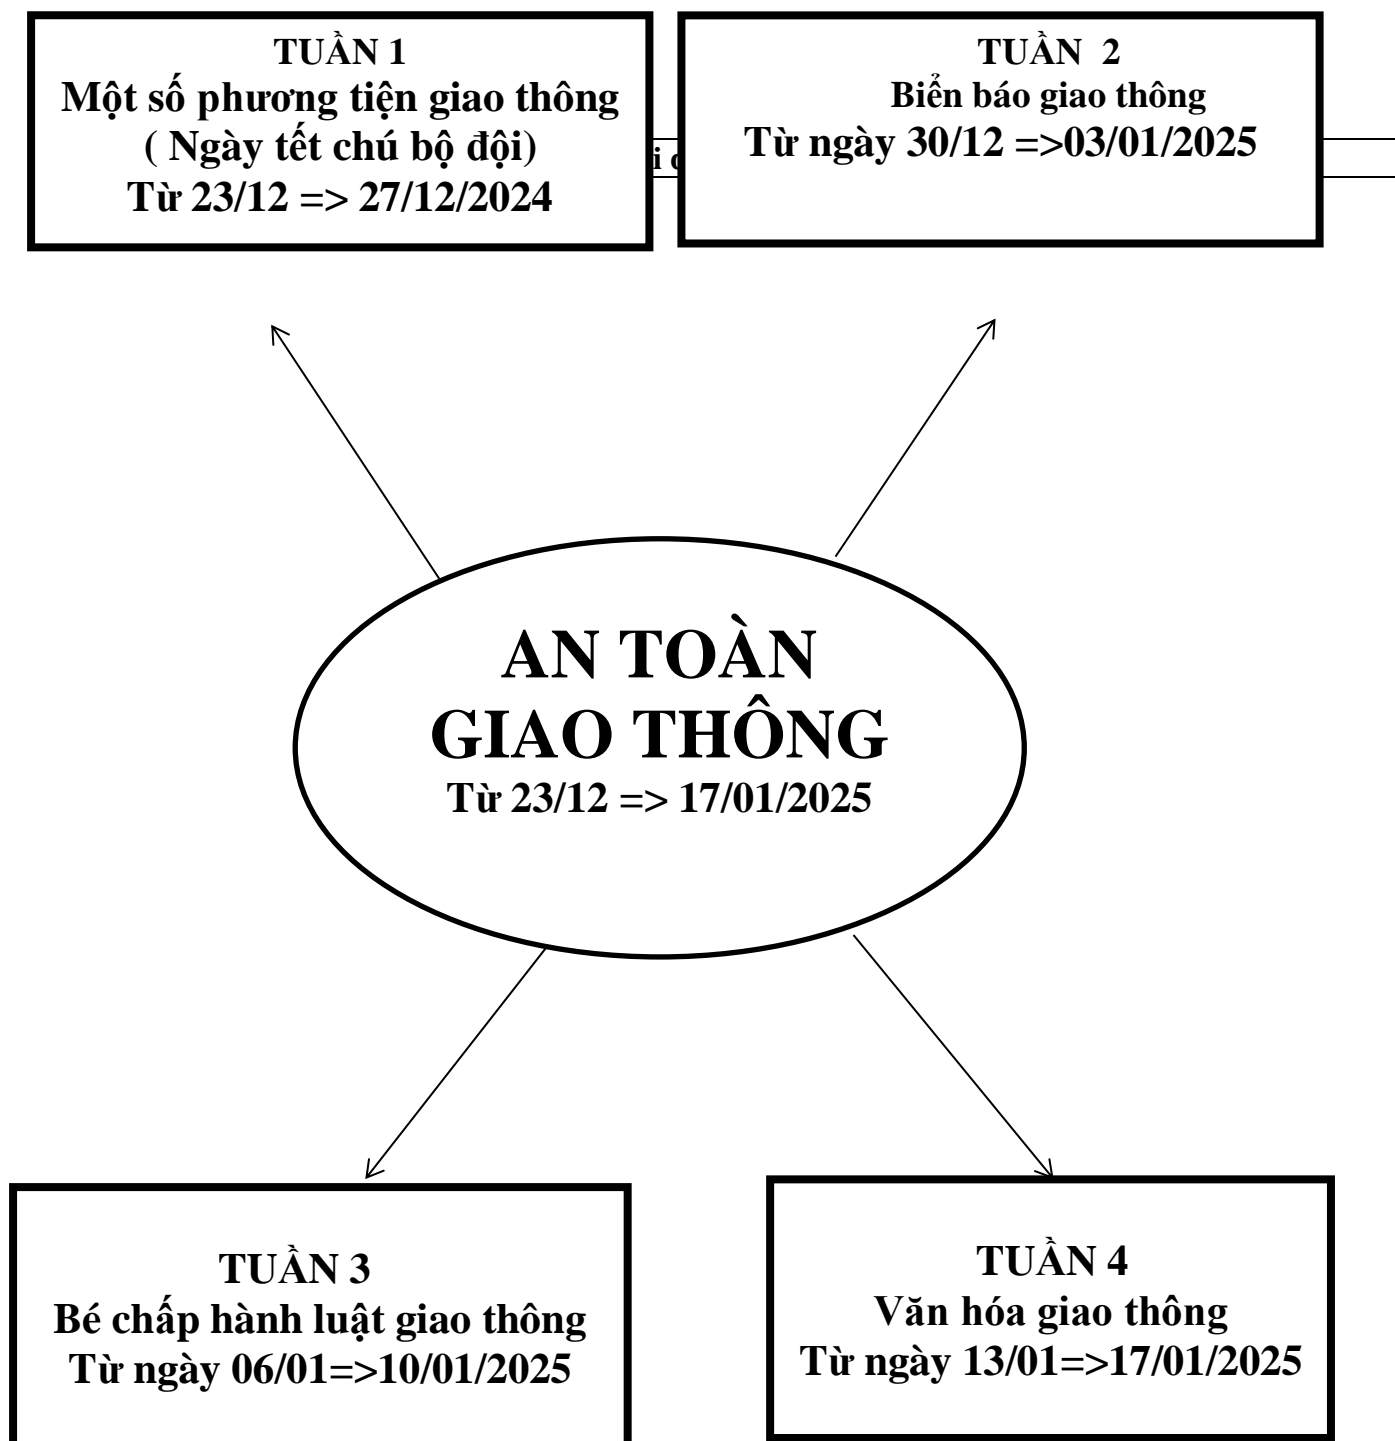 TUẦN 1
Một số phương tiện giao thông
( Ngày tết chú bộ đội)
Từ 23/12 => 27/12/2024
TUẦN 2
Biển báo giao thông
Từ ngày 30/12 =>03/01/2025
AN TOÀN
GIAO THÔNG
Từ 23/12 => 17/01/2025
TUẦN 3
Bé chấp hành luật giao thông
Từ ngày 06/01=>10/01/2025
TUẦN 4
Văn hóa giao thông
Từ ngày 13/01=>17/01/2025